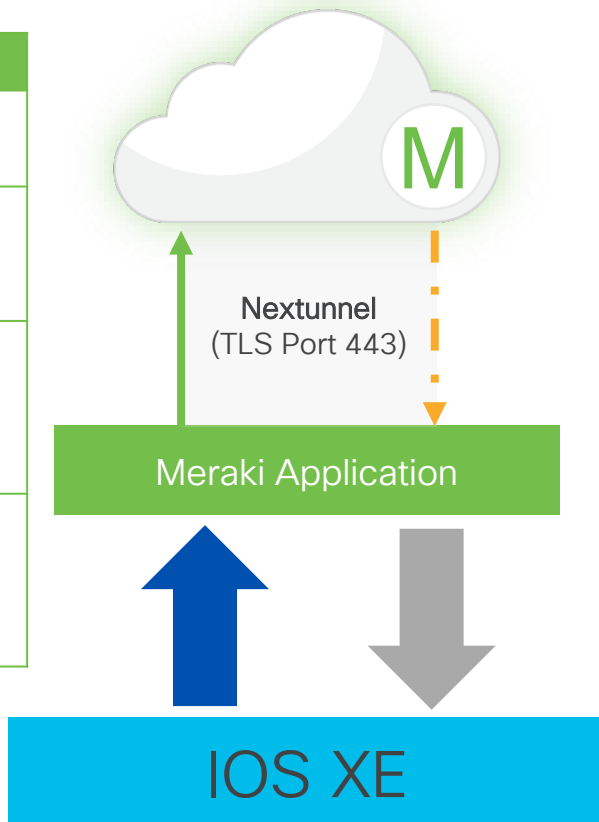 M
Nextunnel
(TLS Port 443)
Meraki Application
IOS XE